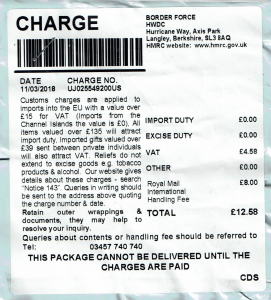 CHARGE
BORDER FORCE
HWDC
Hurricane Way, Axis Park
Langley, Berkshire, SL3 8AQ
HMRC website: www.hmrc.gov.uk
DATE CHARGE NO.
11/03/2018 UJ025549200US
Customs charges are applied to
imports into the EU with a value over
£15 for VAT (Imports from the
Channel islands the value is £0). All
items valued over £135 will attract
import duty. Imported gifts valued over
£39 sent between private individuals
will also attract VAT. Reliefs do not
extend to excise goods e.g. tobacco
products & alcohol. Our website gives
details about these charges - search
"Notice 143". Queries in writing should
be sent to the address above quoting
the charge number & date.
Retain outer wrappings &
documents, they may help to
resolve your inquiry.
IMPORT DUTY £0.00
EXCISE DUTY £0.00
VAT £4.58
OTHER £0.00
Royal Mail £8.00
International
Handling Fee
TOTAL £12.58
Queries about contents or handling fee should be referred to
Tel: 03457 740 740
THIS PACKAGE CANNOT BE DELIVERED UNTIL THE
CHARGES ARE PAID
CDS